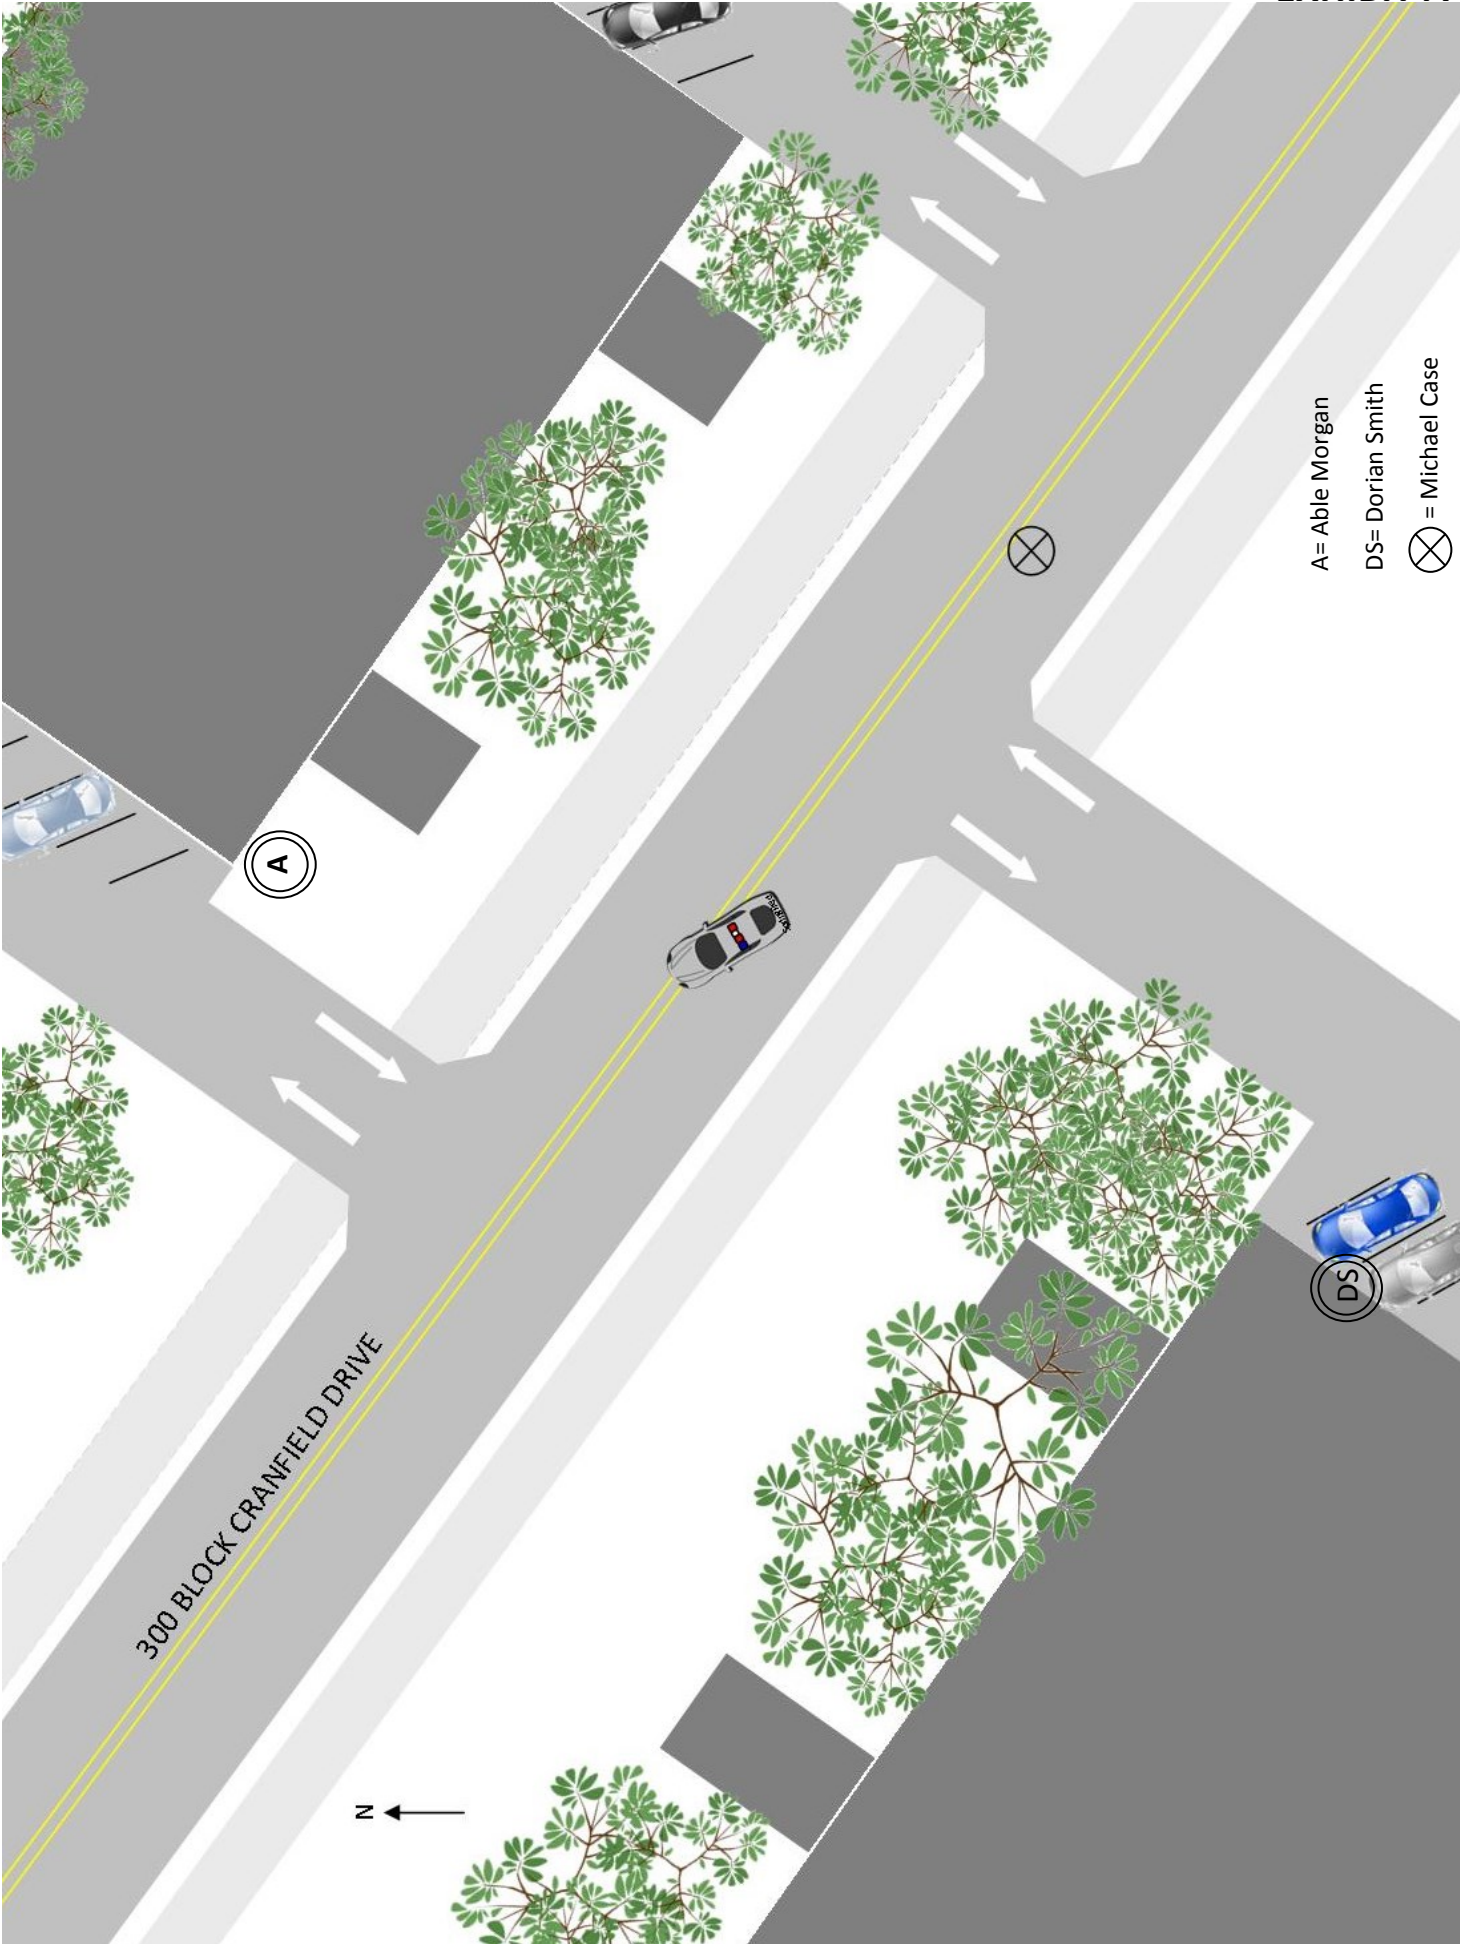 300 BLOCK CRANFIELD DRIVE
N
A
DS
A= Able Morgan
DS= Dorian Smith
= Michael Case